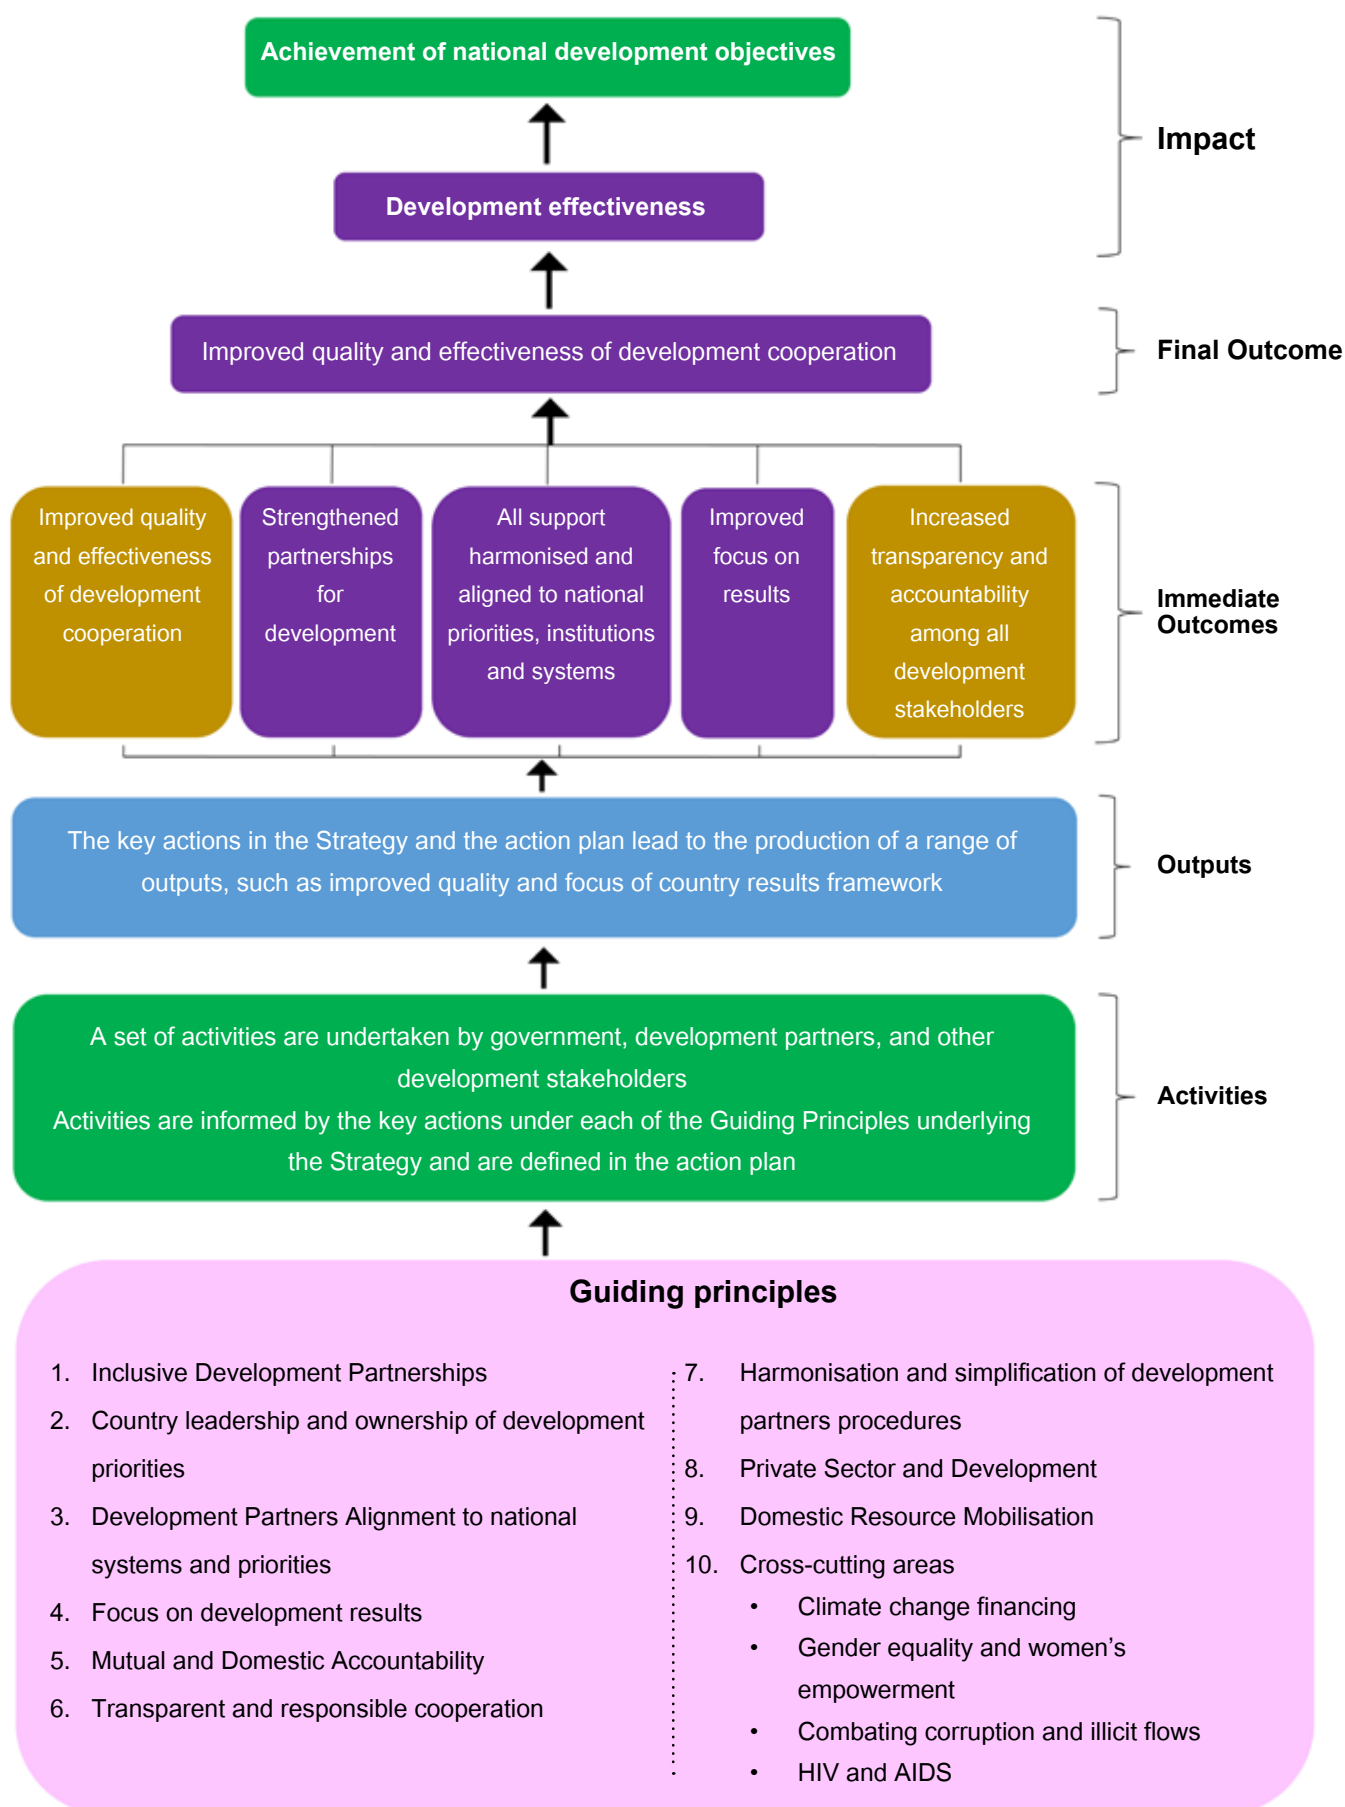 Achievement of national development objectives
Impact
Development effectiveness
Improved quality and effectiveness of development cooperation
Final Outcome
Improved quality
and effectiveness
of development
cooperation
Strengthened
partnerships
for
development
All support
harmonised and
aligned to national
priorities, institutions
and systems
Improved
focus on
results
Increased
transparency and
accountability
among all
development
stakeholders
Immediate
Outcomes
The key actions in the Strategy and the action plan lead to the production of a range of
outputs, such as improved quality and focus of country results framework
Outputs
A set of activities are undertaken by government, development partners, and other
development stakeholders
Activities are informed by the key actions under each of the Guiding Principles underlying
the Strategy and are defined in the action plan
Activities
Guiding principles
1. Inclusive Development Partnerships
2. Country leadership and ownership of development
priorities
3. Development Partners Alignment to national
systems and priorities
4. Focus on development results
5. Mutual and Domestic Accountability
6. Transparent and responsible cooperation
7. Harmonisation and simplification of development
partners procedures
8. Private Sector and Development
9. Domestic Resource Mobilisation
10. Cross-cutting areas
• Climate change financing
• Gender equality and women’s
empowerment
• Combating corruption and illicit flows
• HIV and AIDS